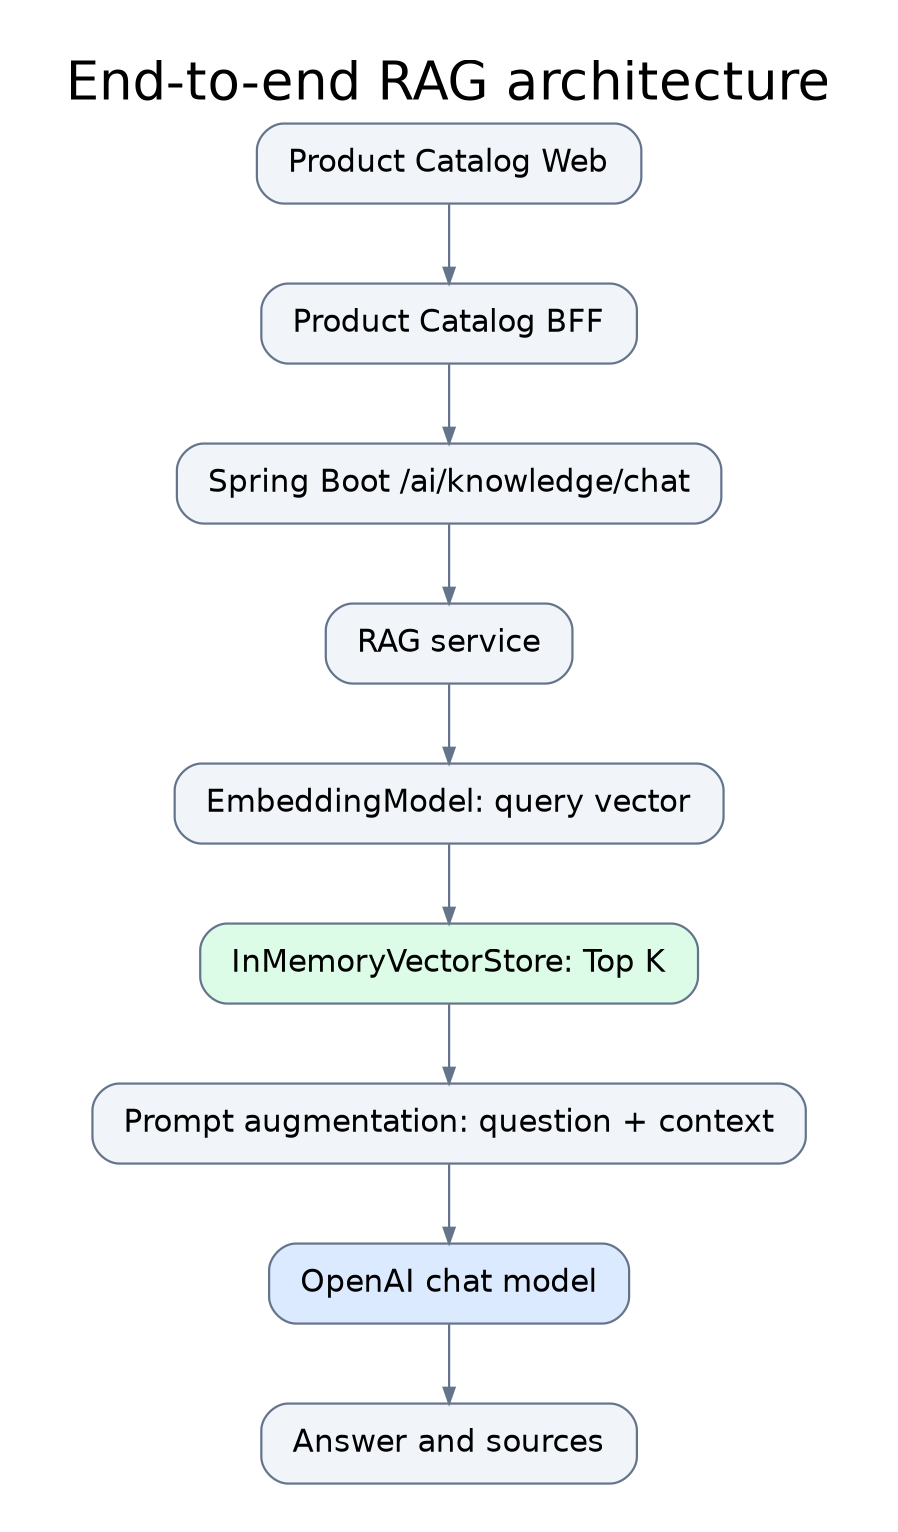 End-to-end RAG architecture
Product Catalog Web
Product Catalog BFF
Spring Boot /ai/knowledge/chat
RAG service
EmbeddingModel: query vector
InMemoryVectorStore: Top K
Prompt augmentation: question + context
OpenAI chat model
Answer and sources